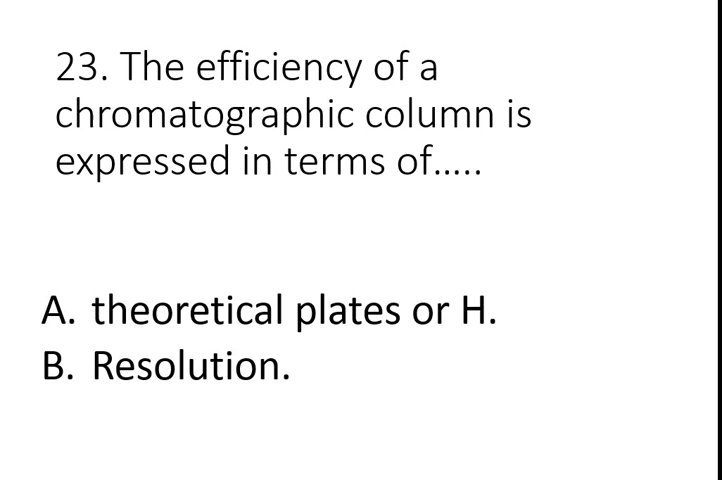 23. The efficiency of a
chromatographic column is
expressed in terms of.....
A. theoretical plates or H.
B. Resolution.